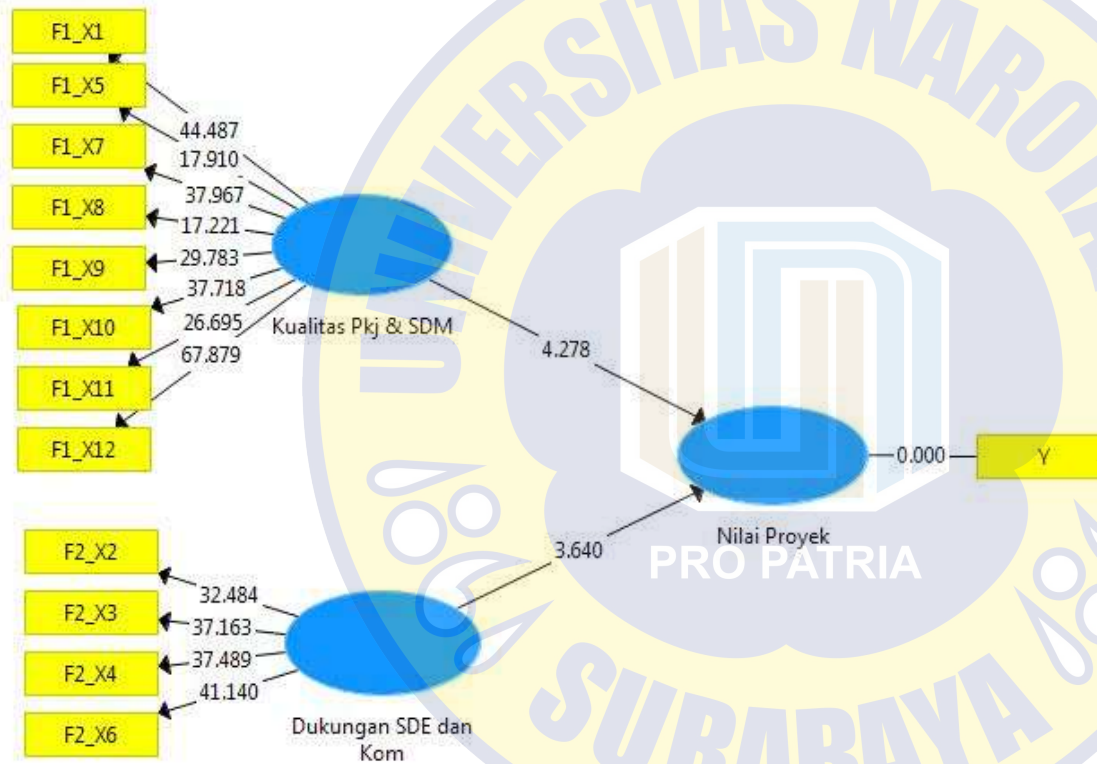 F1_X1
F1_X5
F1_X7
F1_X8
F1_X9
F1_X10
F1_X11
F1_X12
44.487
17.910
37.967
17.221
29.783
37.718
26.695
67.879
Kualitas Pkj & SDM
4.278
0.000
Y
Nilai Proyek
3.640
F2_X2
F2_X3
F2_X4
F2_X6
32.484
37.163
37.489
41.140
Dukungan SDE dan
Kom
UNIVERSITAS
PRO PATRIA
SURABAYA